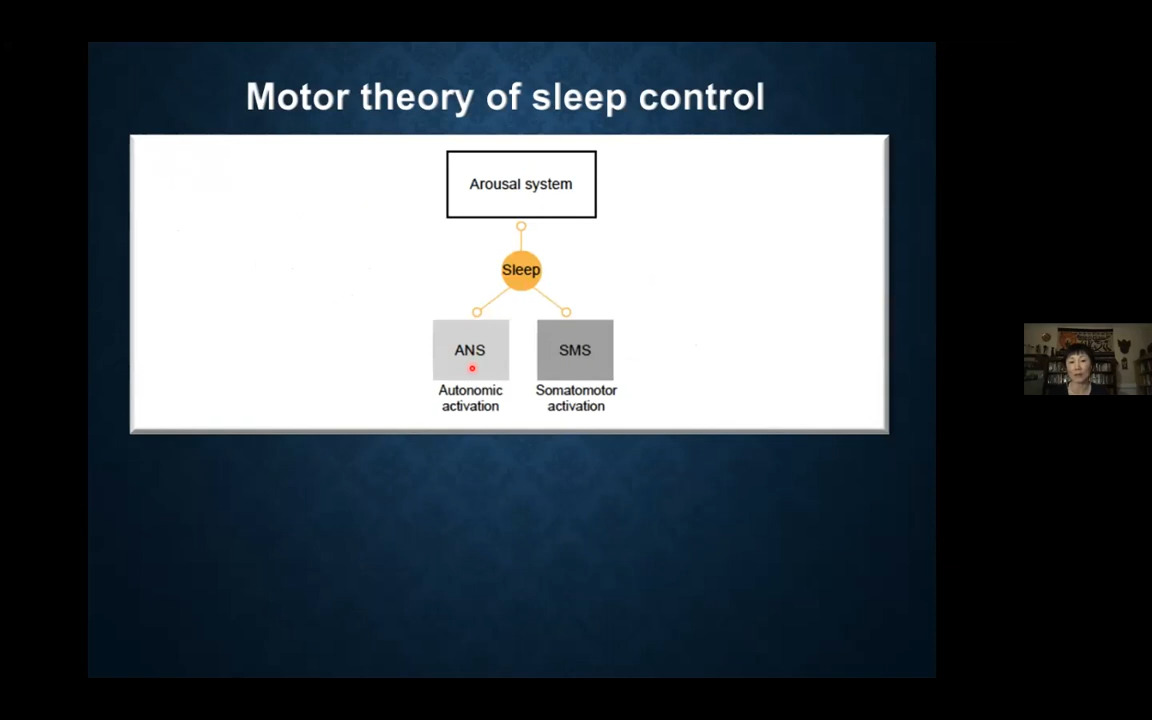 Motor theory of sleep control
Arousal system
Sleep
ANS
SMS
Autonomic
activation
Somatomotor
activation